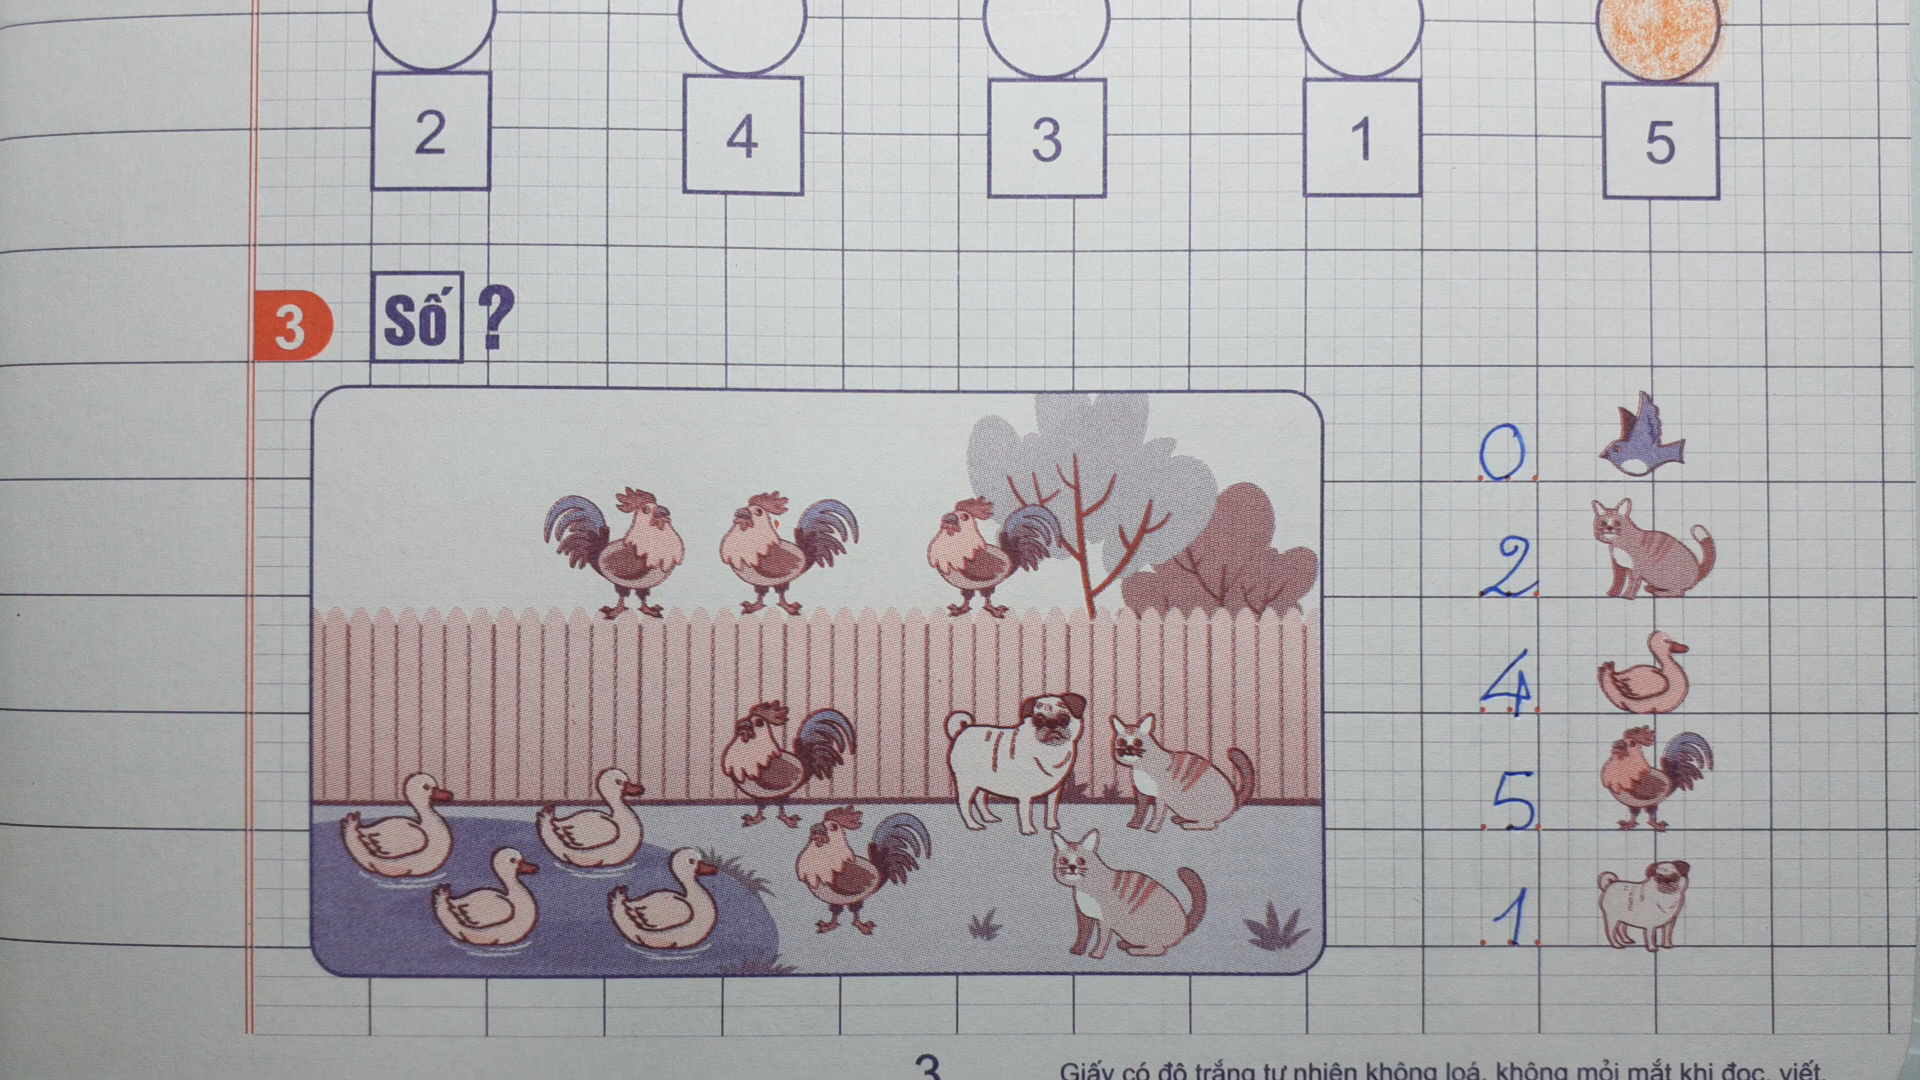 2 4 3 1 5
3 Số ?
0
2
4
5
1
3 Giấy có độ trắng tự nhiên không loá, không mỏi mắt khi đọc, viết